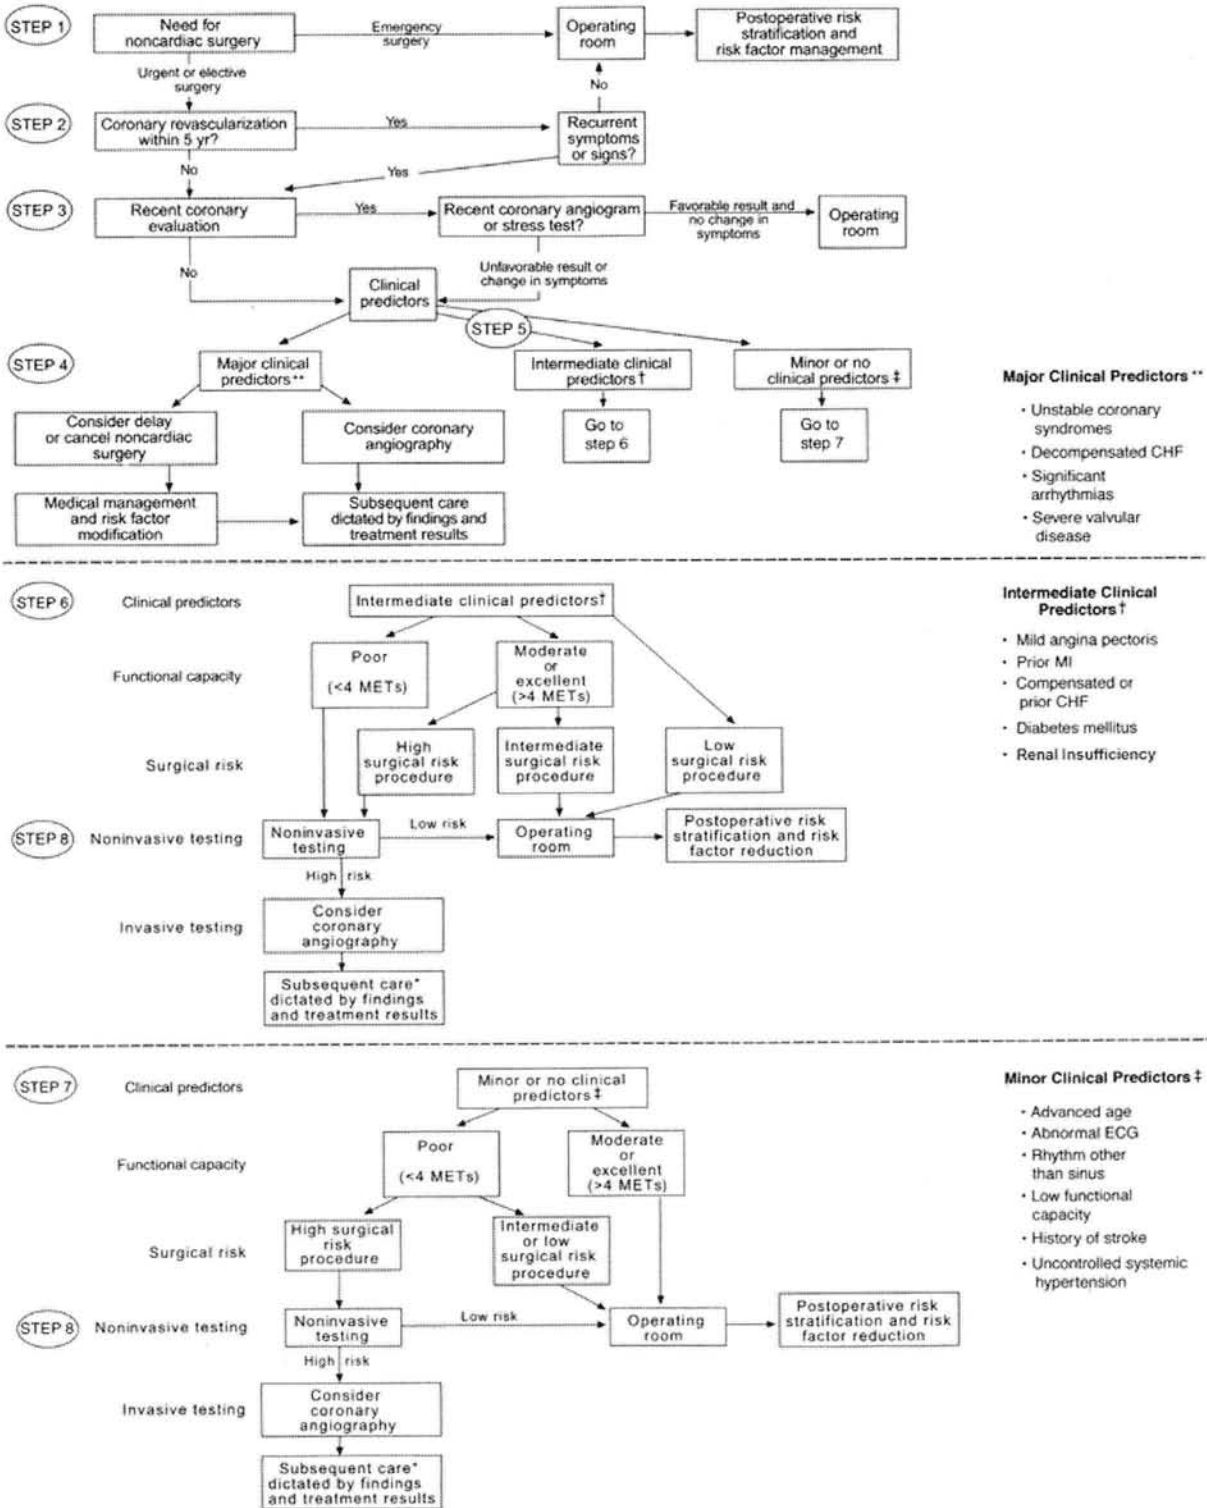 STEP 1
Need for
noncardiac surgery
Emergency
surgery
Operating
room
Postoperative risk
stratification and
risk factor management
Urgent or elective
surgery
No
STEP 2
Coronary revascularization
within 5 yr?
Yes
Recurrent
symptoms
or signs?
No
Yes
STEP 3
Recent coronary
evaluation
Yes
Recent coronary angiogram
or stress test?
Favorable result and
no change in
symptoms
Operating
room
No
Unfavorable result or
change in symptoms
Clinical
predictors
STEP 5
STEP 4
Major clinical
predictors**
Intermediate clinical
predictors†
Minor or no
clinical predictors ‡
Consider delay
or cancel noncardiac
surgery
Consider coronary
angiography
Go to
step 6
Go to
step 7
Medical management
and risk factor
modification
Subsequent care
dictated by findings and
treatment results
Major Clinical Predictors**
• Unstable coronary
syndromes
• Decompensated CHF
• Significant
arrhythmias
• Severe valvular
disease
STEP 6
Clinical predictors
Intermediate clinical predictors†
Functional capacity
Poor
(<4 METs)
Moderate
or
excellent
(>4 METs)
Surgical risk
High
surgical risk
procedure
Intermediate
surgical risk
procedure
Low
surgical risk
procedure
STEP 8
Noninvasive testing
Noninvasive
testing
Low risk
Operating
room
Postoperative risk
stratification and risk
factor reduction
High risk
Invasive testing
Consider
coronary
angiography
Subsequent care*
dictated by findings
and treatment results
Intermediate Clinical
Predictors†
• Mild angina pectoris
• Prior MI
• Compensated or
prior CHF
• Diabetes mellitus
• Renal Insufficiency
STEP 7
Clinical predictors
Minor or no clinical
predictors‡
Functional capacity
Poor
(<4 METs)
Moderate
or
excellent
(>4 METs)
Surgical risk
High surgical
risk
procedure
Intermediate
or low
surgical risk
procedure
STEP 8
Noninvasive testing
Noninvasive
testing
Low risk
Operating
room
Postoperative risk
stratification and risk
factor reduction
High risk
Invasive testing
Consider
coronary
angiography
Subsequent care*
dictated by findings
and treatment results
Minor Clinical Predictors‡
• Advanced age
• Abnormal ECG
• Rhythm other
than sinus
• Low functional
capacity
• History of stroke
• Uncontrolled systemic
hypertension